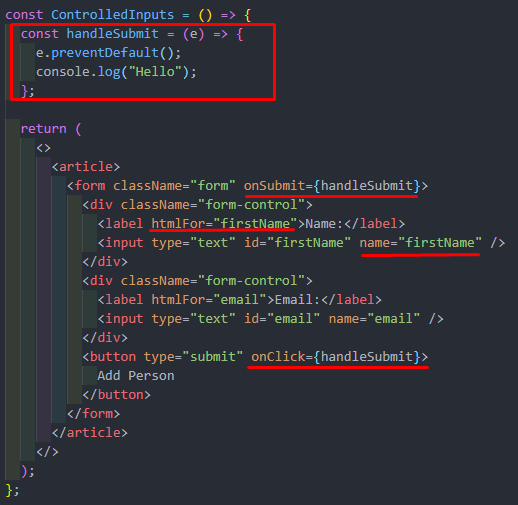 const ControlledInputs = () => {
const handleSubmit = (e) => {
e.preventDefault();
console.log("Hello");
};
return (
<>
<article>
<form className="form" onSubmit={handleSubmit}>
<div className="form-control">
<label htmlFor="firstName">Name:</label>
<input type="text" id="firstName" name="firstName" />
</div>
<div className="form-control">
<label htmlFor="email">Email:</label>
<input type="text" id="email" name="email" />
</div>
<button type="submit" onClick={handleSubmit}>
Add Person
</button>
</form>
</article>
</>
);
};